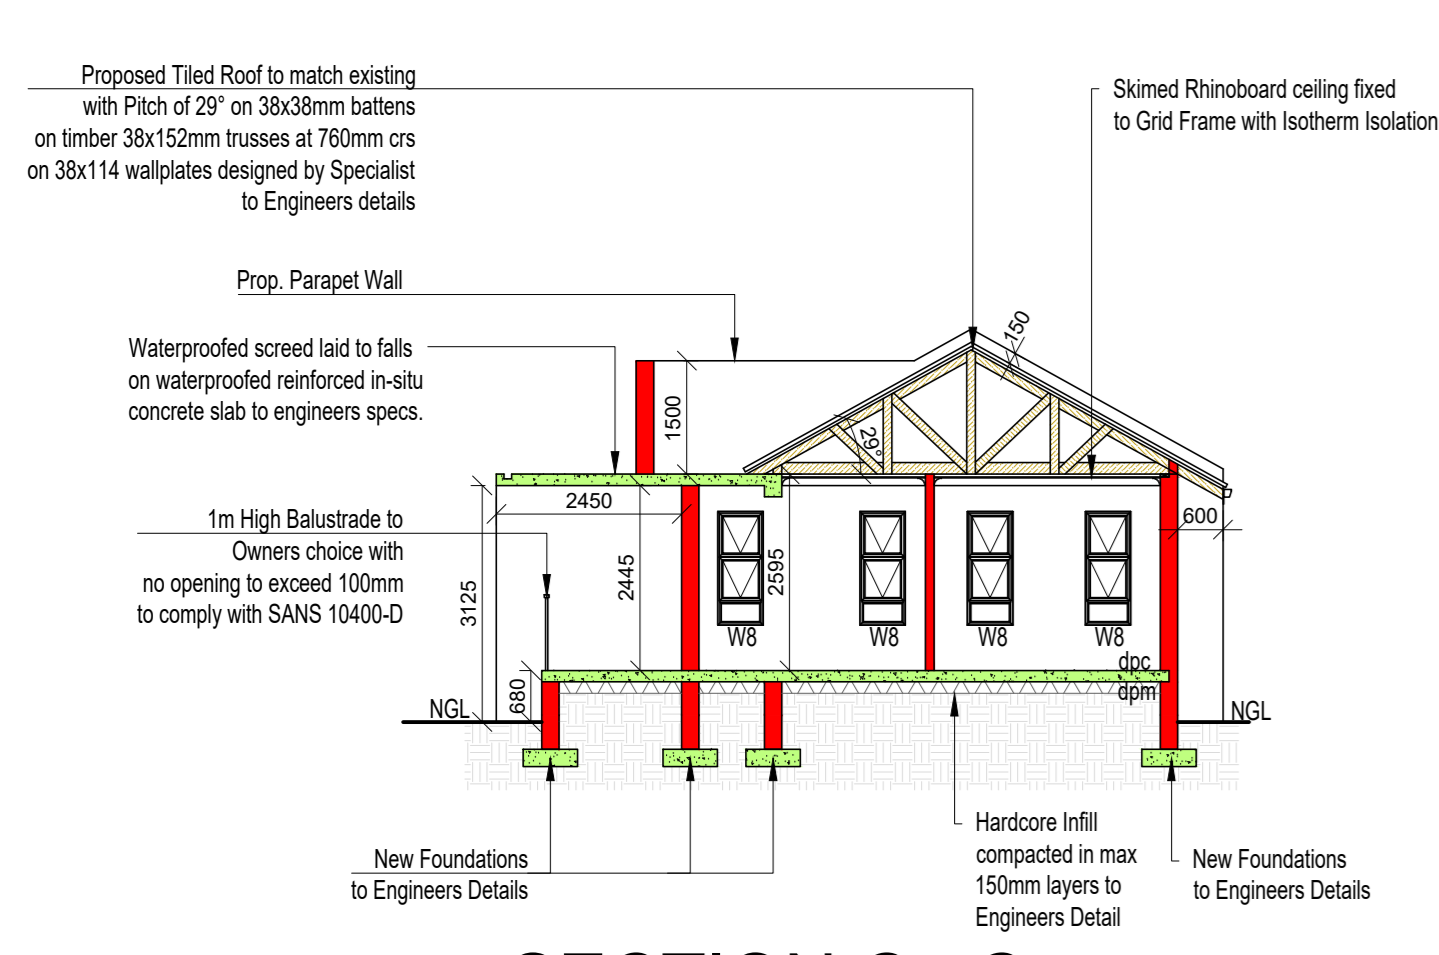 Proposed Tiled Roof to match existing
with Pitch of 29° on 38x38mm battens
on timber 38x152mm trusses at 760mm crs
on 38x114 wallplates designed by Specialist
to Engineers details
Skimed Rhinoboard ceiling fixed
to Grid Frame with Isotherm Isolation
Prop. Parapet Wall
Waterproofed screed laid to falls
on waterproofed reinforced in-situ
concrete slab to engineers specs.
150
1500
29°
2450
600
1m High Balustrade to
Owners choice with
no opening to exceed 100mm
to comply with SANS 10400-D
3125
2445
2595
680
W8
W8
W8
W8
dpc
dpm
NGL
NGL
New Foundations
to Engineers Details
Hardcore Infill
compacted in max
150mm layers to
Engineers Detail
New Foundations
to Engineers Details